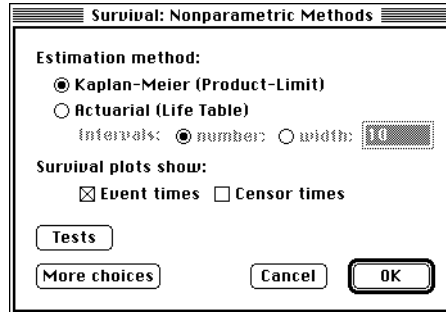 Survival: Nonparametric Methods
Estimation method:
Kaplan-Meier (Product-Limit)
Actuarial (Life Table)
Intervals: number: width: 10
Survival plots show:
Event times Censor times
Tests
More choices Cancel OK